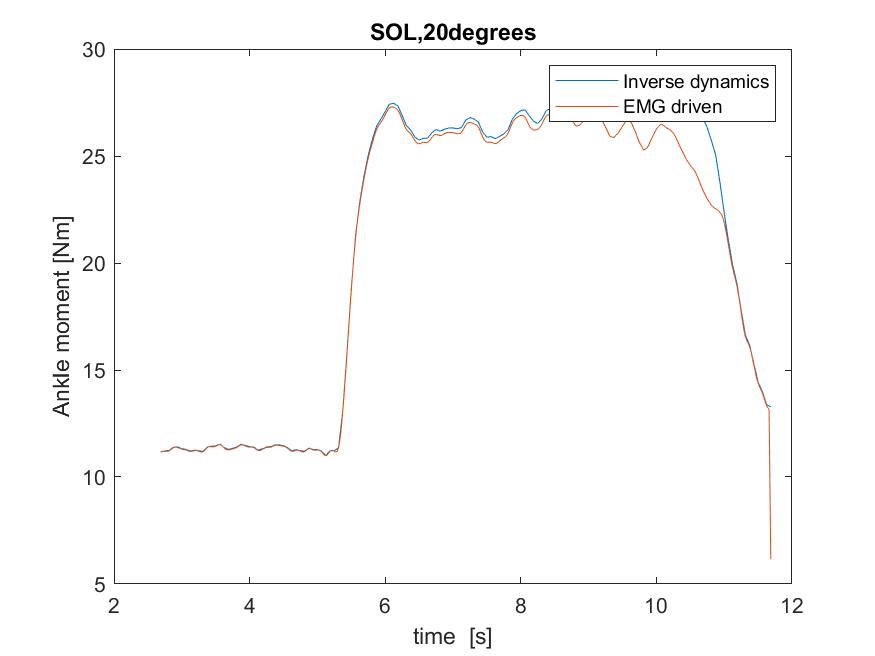 SOL,20degrees
30
25
20
15
10
5
Ankle moment [Nm]
Inverse dynamics
EMG driven
2 4 6 8 10 12
time [s]